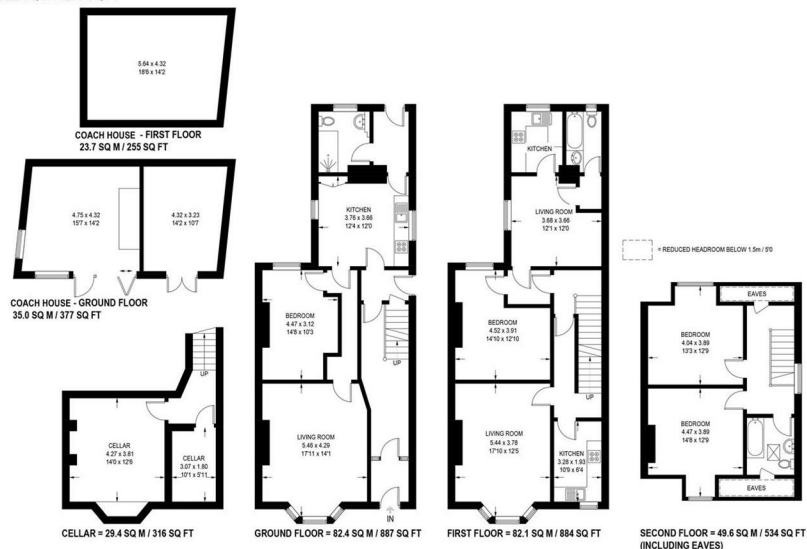 5.64 x 4.32
18'6 x 14'2
COACH HOUSE - FIRST FLOOR
23.7 SQ M / 255 SQ FT
4.75 x 4.32
15'7 x 14'2
4.32 x 3.23
14'2 x 10'7
COACH HOUSE - GROUND FLOOR
35.0 SQ M / 377 SQ FT
UP
CELLAR
4.27 x 3.81
14'0 x 12'6
CELLAR
3.07 x 1.80
10'1 x 5'11
CELLAR = 29.4 SQ M / 316 SQ FT
KITCHEN
3.76 x 3.66
12'4 x 12'0
BEDROOM
4.47 x 3.12
14'8 x 10'3
UP
LIVING ROOM
5.46 x 4.29
17'11 x 14'1
IN
GROUND FLOOR = 82.4 SQ M / 887 SQ FT
KITCHEN
LIVING ROOM
3.68 x 3.66
12'1 x 12'0
BEDROOM
4.52 x 3.91
14'10 x 12'10
UP
LIVING ROOM
5.44 x 3.78
17'10 x 12'5
KITCHEN
3.28 x 1.93
10'9 x 6'4
FIRST FLOOR = 82.1 SQ M / 884 SQ FT
= REDUCED HEADROOM BELOW 1.5m / 5'0
EAVES
BEDROOM
4.04 x 3.89
13'3 x 12'9
UP
BEDROOM
4.47 x 3.89
14'8 x 12'9
EAVES
SECOND FLOOR = 49.6 SQ M / 534 SQ FT
(INCLUDING EAVES)